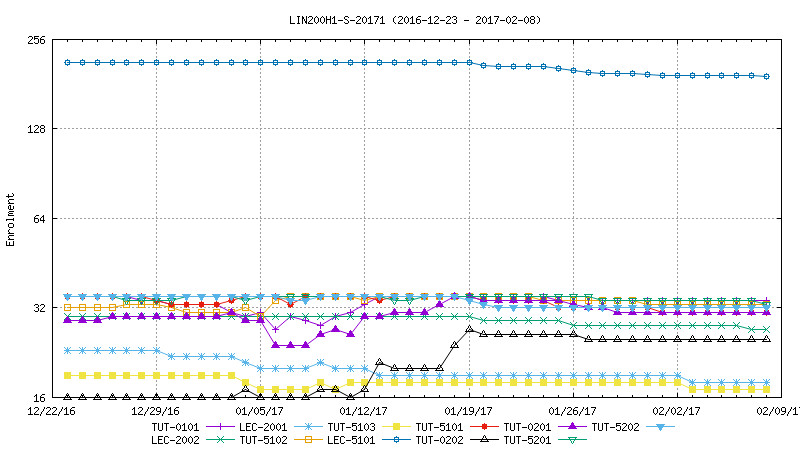 LIN200H1-S-20171 (2016-12-23 - 2017-02-08)
256
128
64
32
16
Enrolment
12/22/16 12/29/16 01/05/17 01/12/17 01/19/17 01/26/17 02/02/17 02/09/17
TUT-0101 LEC-2001 TUT-5103 TUT-5101 TUT-0201 TUT-5202
LEC-2002 TUT-5102 LEC-5101 TUT-0202 TUT-5201